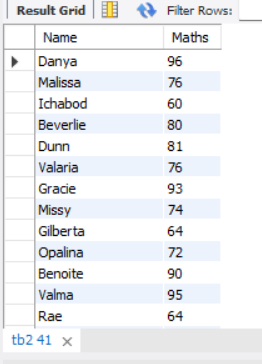 Result Grid Filter Rows:
Name Maths
Danya 96
Malissa 76
Ichabod 60
Beverlie 80
Dunn 81
Valaria 76
Gracie 93
Missy 74
Gilberta 64
Opalina 72
Benoite 90
Valma 95
Rae 64
tb2 41